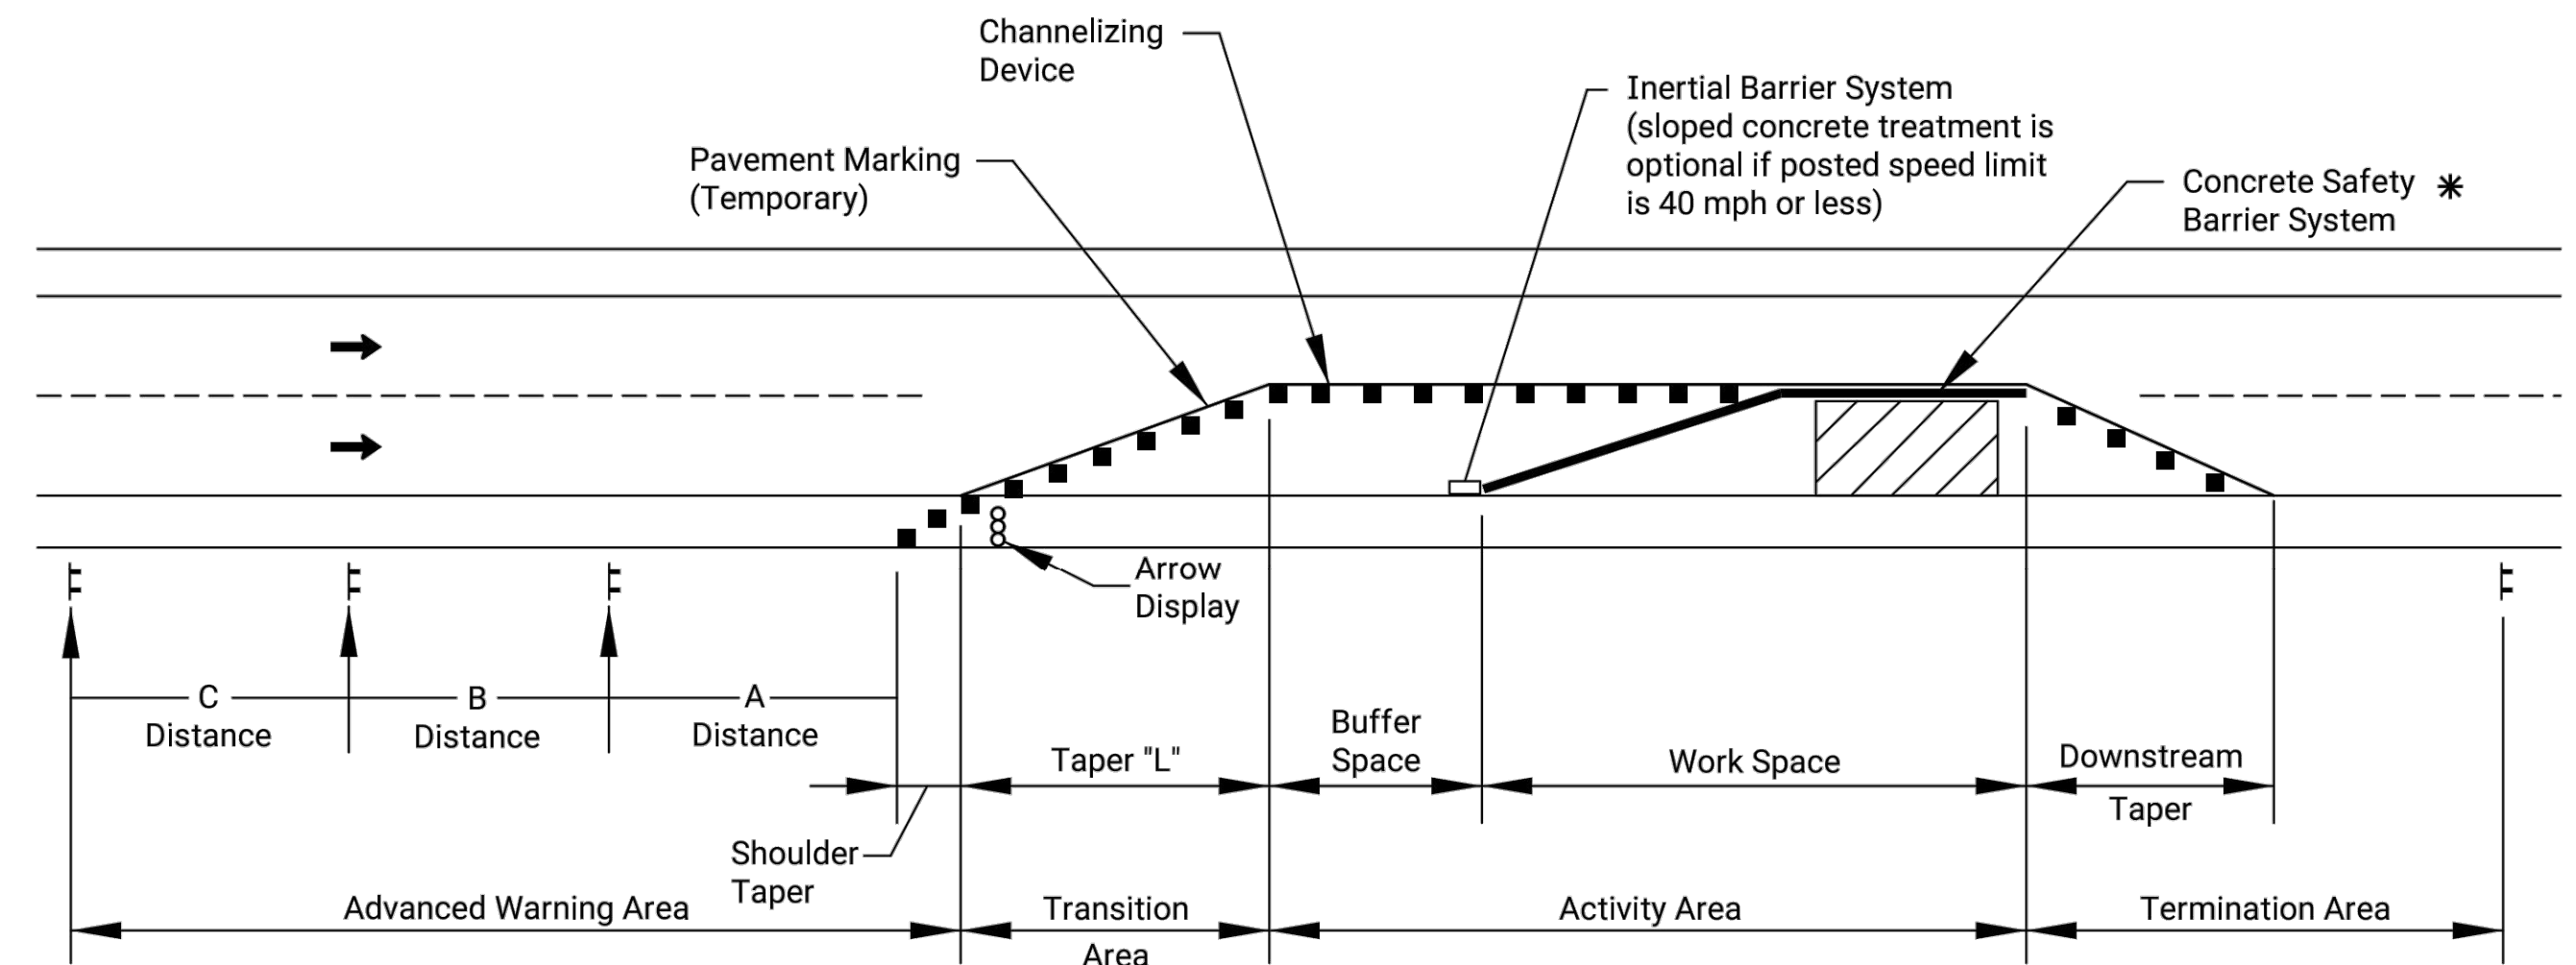 Channelizing
Device
Inertial Barrier System
(sloped concrete treatment is
optional if posted speed limit
is 40 mph or less)
Pavement Marking
(Temporary)
Concrete Safety *
Barrier System
Arrow
Display
C
Distance
B
Distance
A
Distance
Shoulder
Taper
Taper "L"
Buffer
Space
Work Space
Downstream
Taper
Advanced Warning Area
Transition
Area
Activity Area
Termination Area